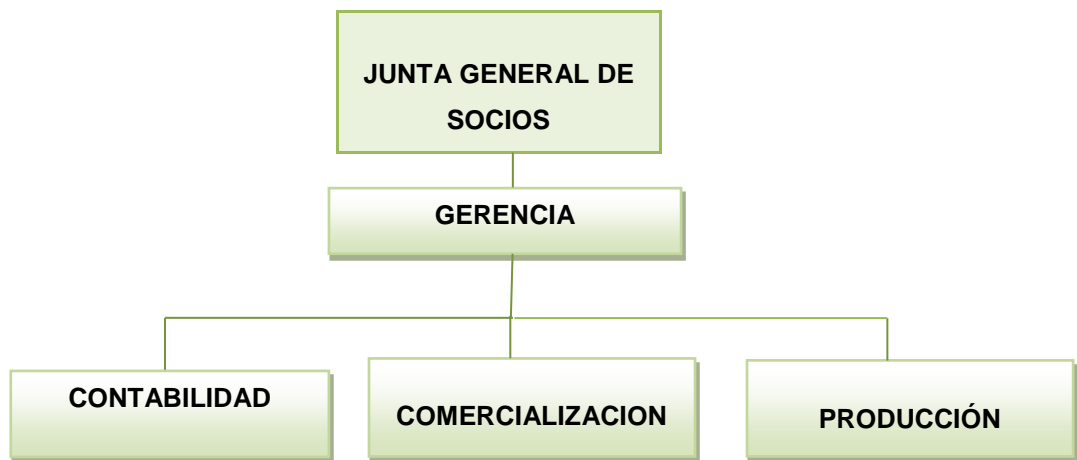 JUNTA GENERAL DE
SOCIOS
GERENCIA
CONTABILIDAD
COMERCIALIZACION
PRODUCCIÓN